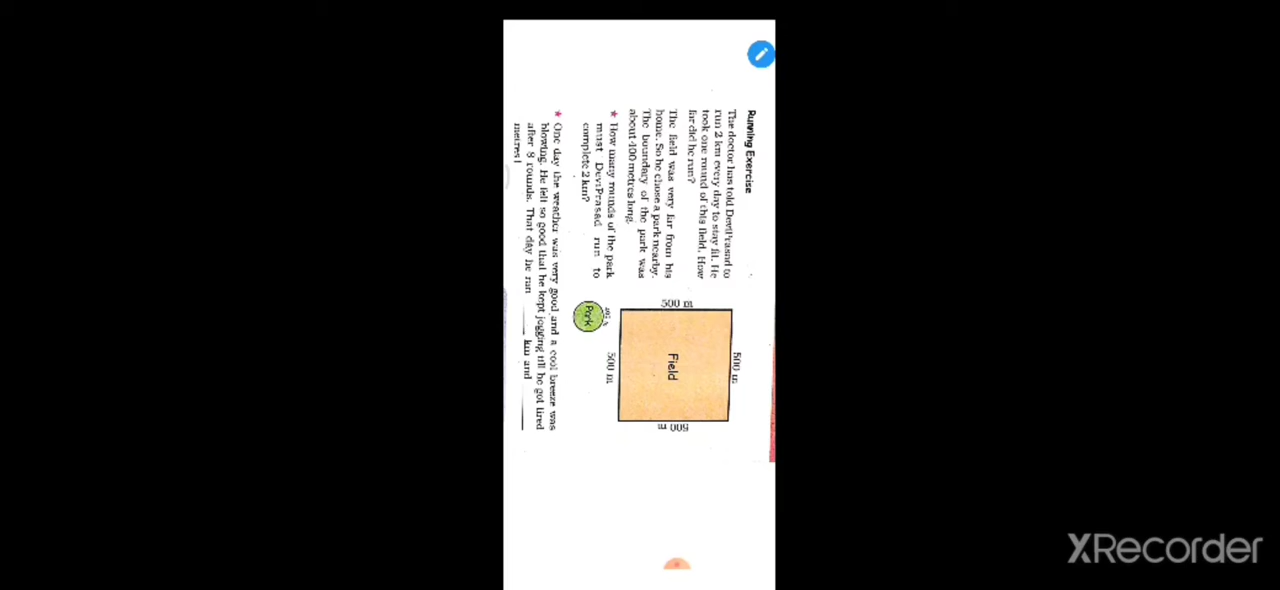 Running Exercise
The doctor has told DeviPrasad to
run 2 km every day to stay fit. He
took one round of this field. How
far did he run?
500 m
500 m
Field
500 m
500 m
The field was very far from his
home. So he chose a park nearby.
The boundary of the park was
about 400 metres long.
★ How many rounds of the park
must DeviPrasad run to
complete 2 km?
Park
★ One day the weather was very good and a cool breeze was
blowing. He felt so good that he kept jogging till he got tired
after 8 rounds. That day he ran ______ km and ______
metres!
XRecorder